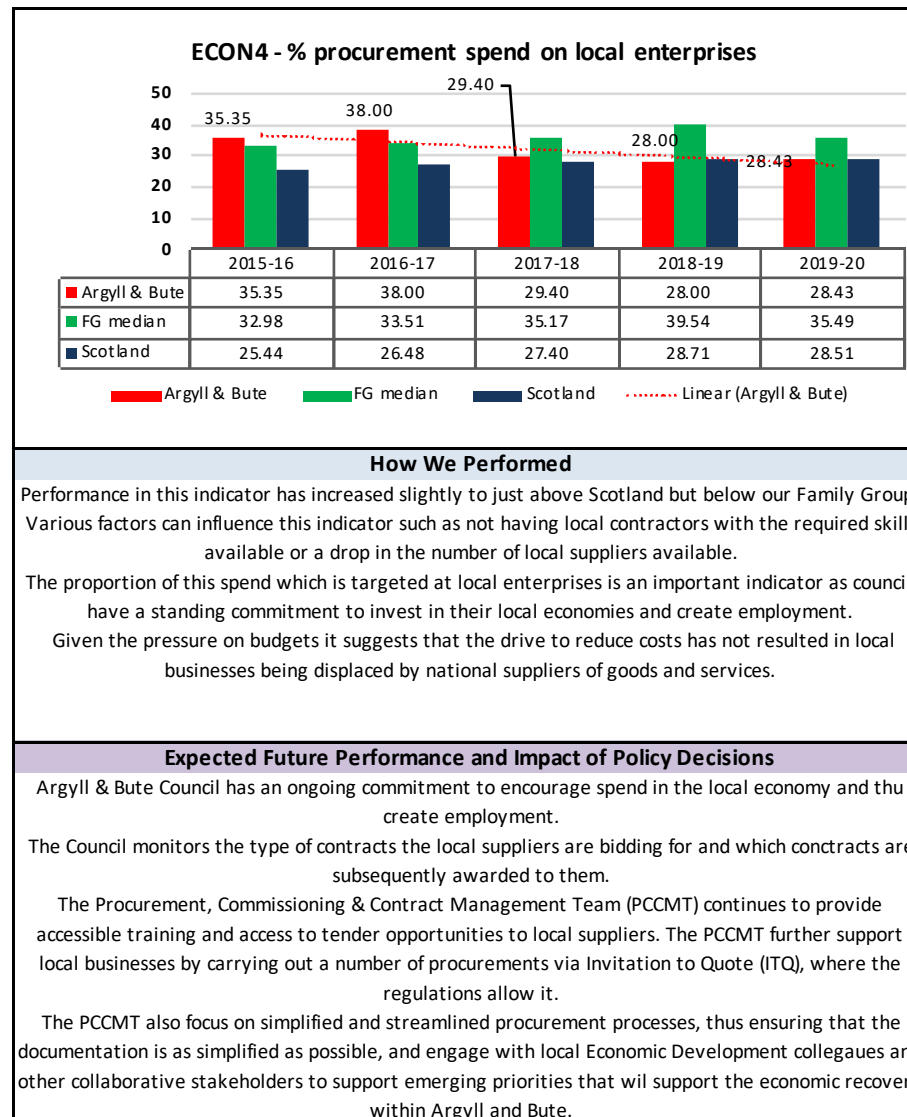 ECON4 - % procurement spend on local enterprises
29.40
50
40
30
20
10
0
35.35
38.00
28.00
28.43
2015-16 2016-17 2017-18 2018-19 2019-20
Argyll & Bute 35.35 38.00 29.40 28.00 28.43
FG median 32.98 33.51 35.17 39.54 35.49
Scotland 25.44 26.48 27.40 28.71 28.51
Argyll & Bute FG median Scotland Linear (Argyll & Bute)
How We Performed
Performance in this indicator has increased slightly to just above Scotland but below our Family Group
Various factors can influence this indicator such as not having local contractors with the required skill
available or a drop in the number of local suppliers available.
The proportion of this spend which is targeted at local enterprises is an important indicator as council
have a standing commitment to invest in their local economies and create employment.
Given the pressure on budgets it suggests that the drive to reduce costs has not resulted in local
businesses being displaced by national suppliers of goods and services.
Expected Future Performance and Impact of Policy Decisions
Argyll & Bute Council has an ongoing commitment to encourage spend in the local economy and thu
create employment.
The Council monitors the type of contracts the local suppliers are bidding for and which conctracts are
subsequently awarded to them.
The Procurement, Commissioning & Contract Management Team (PCCMT) continues to provide
accessible training and access to tender opportunities to local suppliers. The PCCMT further support
local businesses by carrying out a number of procurements via Invitation to Quote (ITQ), where the
regulations allow it.
The PCCMT also focus on simplified and streamlined procurement processes, thus ensuring that the
documentation is as simplified as possible, and engage with local Economic Development collegaues an
other collaborative stakeholders to support emerging priorities that wil support the economic recover
within Argyll and Bute.